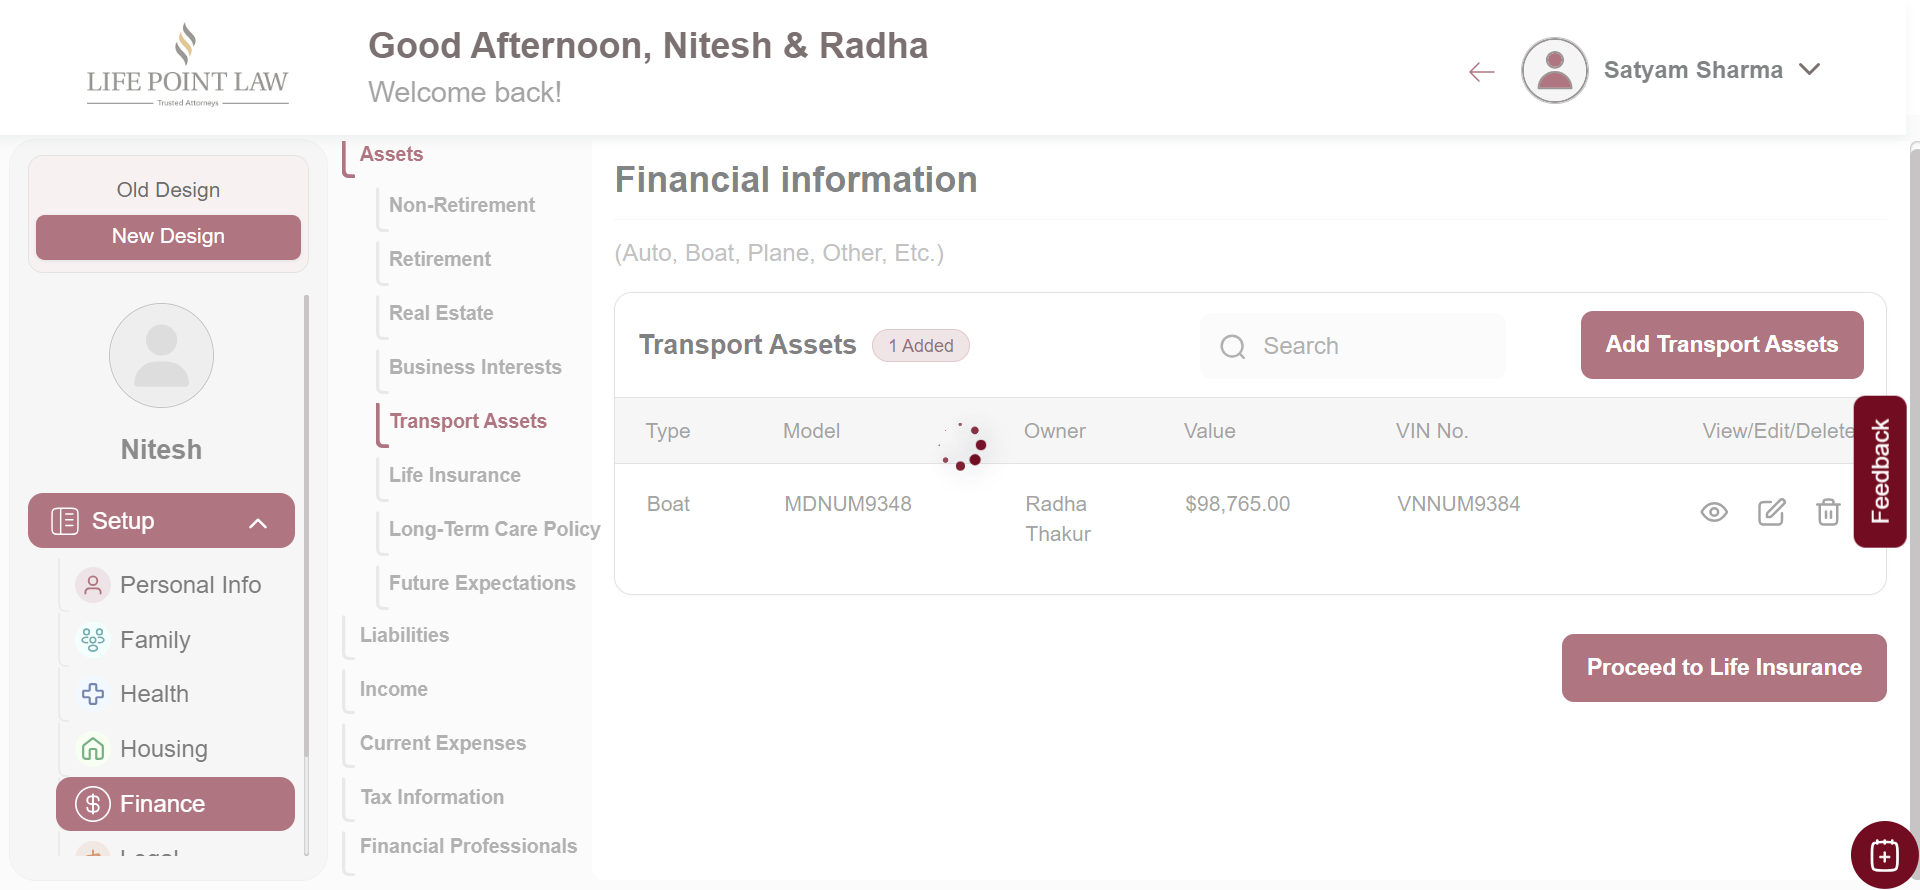 LIFE POINT LAW
Trusted Attorneys
Good Afternoon, Nitesh & Radha
Welcome back!
Satyam Sharma
Old Design
New Design
Nitesh
Setup
Personal Info
Family
Health
Housing
Finance
Legal
Assets
Non-Retirement
Retirement
Real Estate
Business Interests
Transport Assets
Life Insurance
Long-Term Care Policy
Future Expectations
Liabilities
Income
Current Expenses
Tax Information
Financial Professionals
Financial information
(Auto, Boat, Plane, Other, Etc.)
Transport Assets 1 Added Search Add Transport Assets
Type Model Owner Value VIN No. View/Edit/Delete
Boat MDNUM9348 Radha $98,765.00 VNNUM9384
Thakur
Proceed to Life Insurance
Feedback